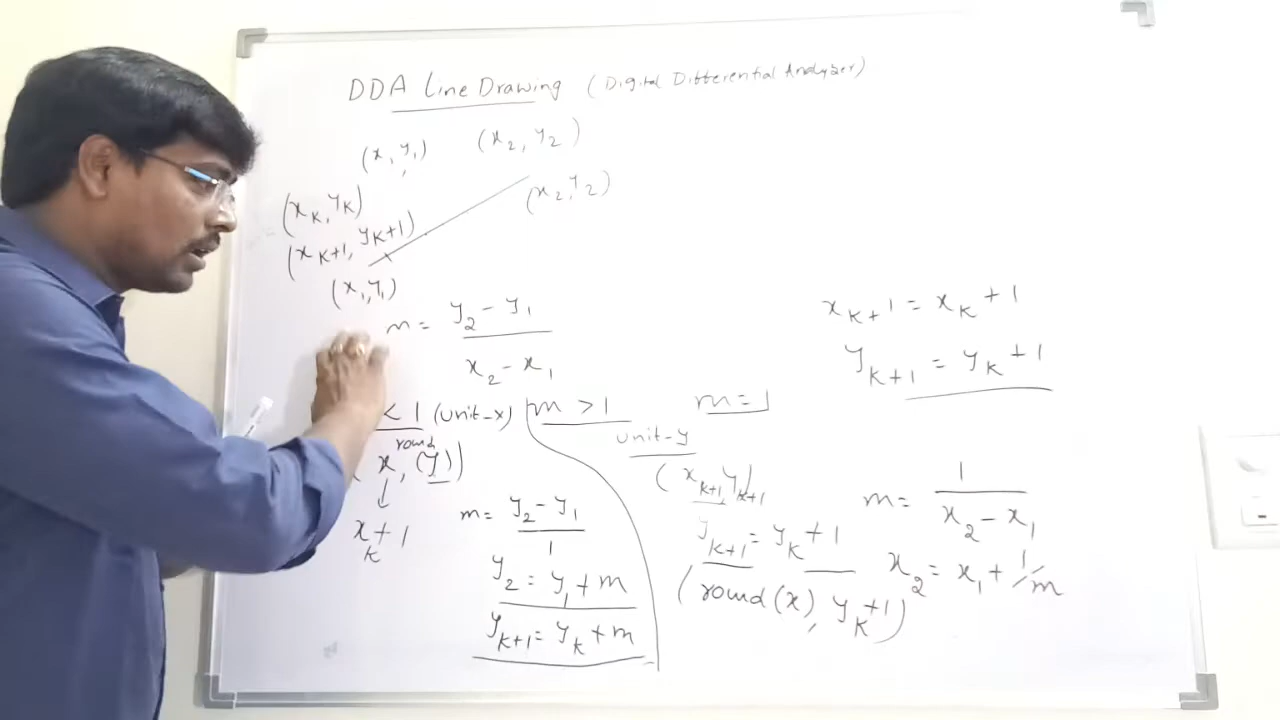 DDA Line Drawing (Digital Differential Analyzer)
(x, y₁) (x₂, y₂)
(x₂, y₂)
(xₖ, yₖ)
(xₖ+1, yₖ+1)
(x₁, y₁)
m = y₂ - y₁ / x₂ - x₁
< 1 (unit-x)
round
x, (y))
↓
xₖ + 1
m = y₂ - y₁ / 1
y₂ = y₁ + m
yₖ₊₁ = yₖ + m
m > 1
unit-y
(xₖ₊₁, yₖ₊₁)
yₖ₊₁ = yₖ + 1
(round(x), yₖ+1)
m = 1
xₖ₊₁ = xₖ + 1
yₖ₊₁ = yₖ + 1
m = 1 / x₂ - x₁
x₂ = x₁ + 1/m